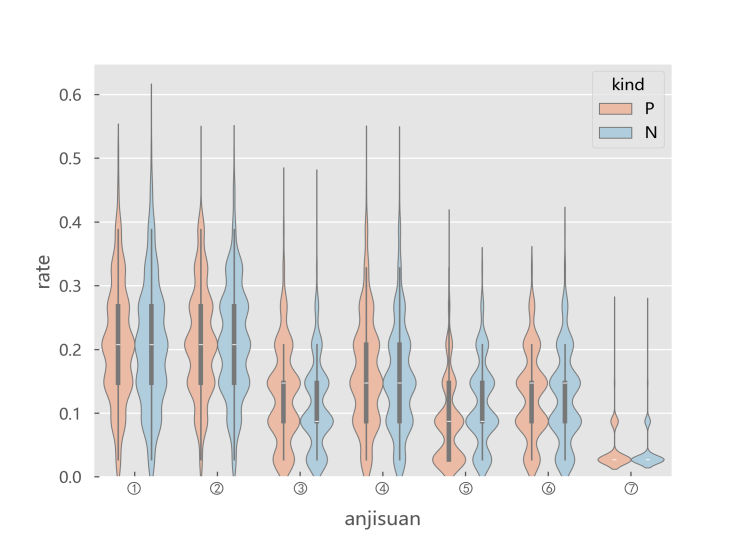 kind
P
N
0.6
0.5
0.4
0.3
0.2
0.1
0.0
rate
① ② ③ ④ ⑤ ⑥ ⑦
anjisuan